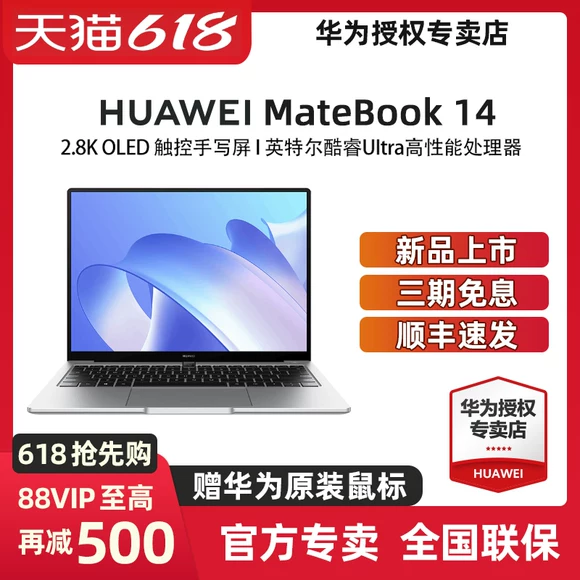 天猫618
华为授权专卖店
HUAWEI MateBook 14
2.8K OLED 触控手写屏 I 英特尔酷睿Ultra高性能处理器
新品上市
三期免息
顺丰速发
HUAWEI
华为授权
专卖店
HUAWEI
618 抢先购
88VIP 至高
再减500
赠华为原装鼠标
官方专卖 全国联保